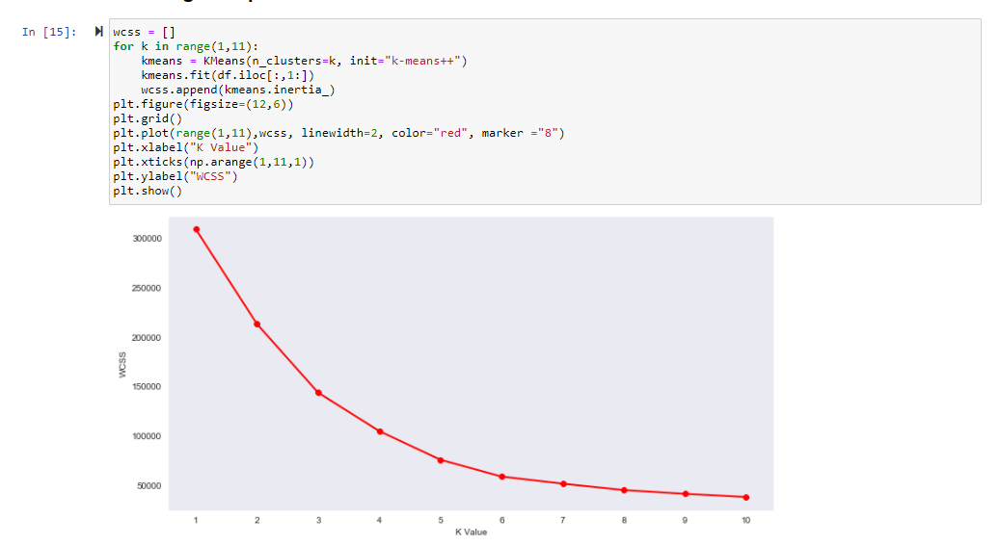 In [15]:
wcss = []
for k in range(1,11):
    kmeans = KMeans(n_clusters=k, init="k-means++")
    kmeans.fit(df.iloc[:,1:])
    wcss.append(kmeans.inertia_)
plt.figure(figsize=(12,6))
plt.grid()
plt.plot(range(1,11),wcss, linewidth=2, color="red", marker ="8")
plt.xlabel("K Value")
plt.xticks(np.arange(1,11,1))
plt.ylabel("WCSS")
plt.show()
300000
250000
200000
150000
100000
50000
WCSS
1 2 3 4 5 6 7 8 9 10
K Value